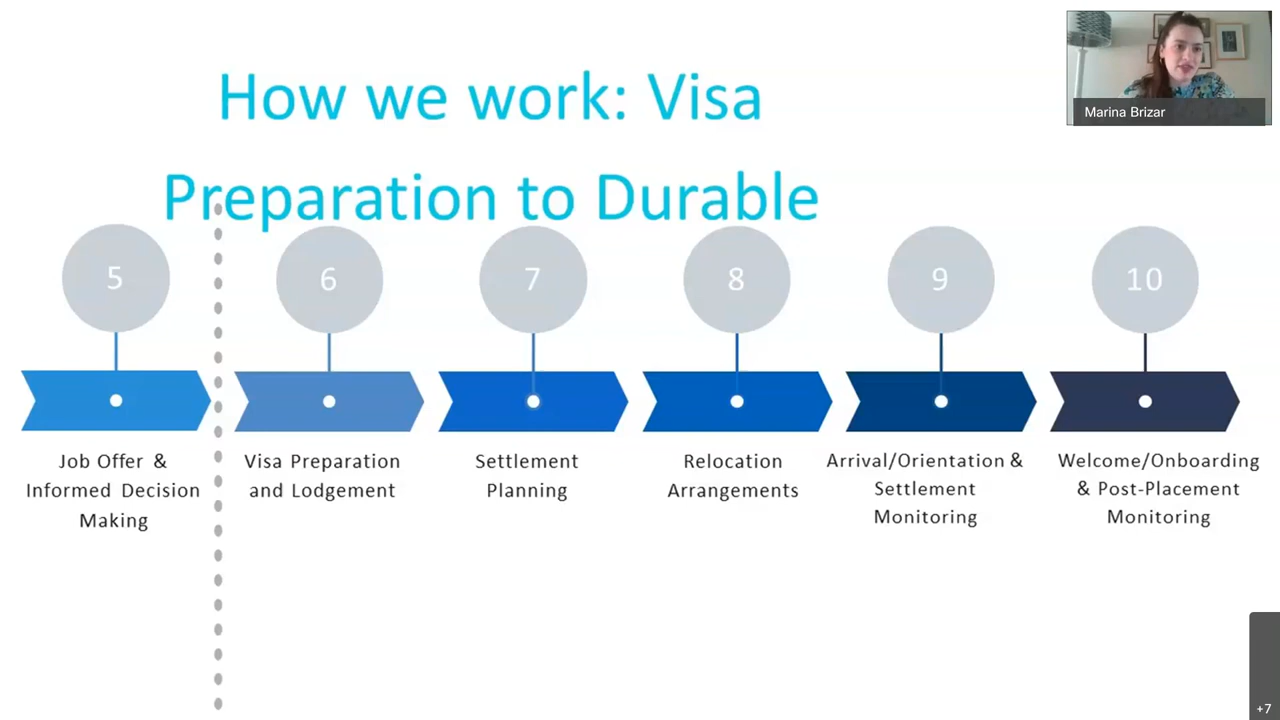 How we work: Visa
Preparation to Durable
Marina Brizar
5
6
7
8
9
10
Job Offer &
Informed Decision
Making
Visa Preparation
and Lodgement
Settlement
Planning
Relocation
Arrangements
Arrival/Orientation &
Settlement
Monitoring
Welcome/Onboarding
& Post-Placement
Monitoring
+7